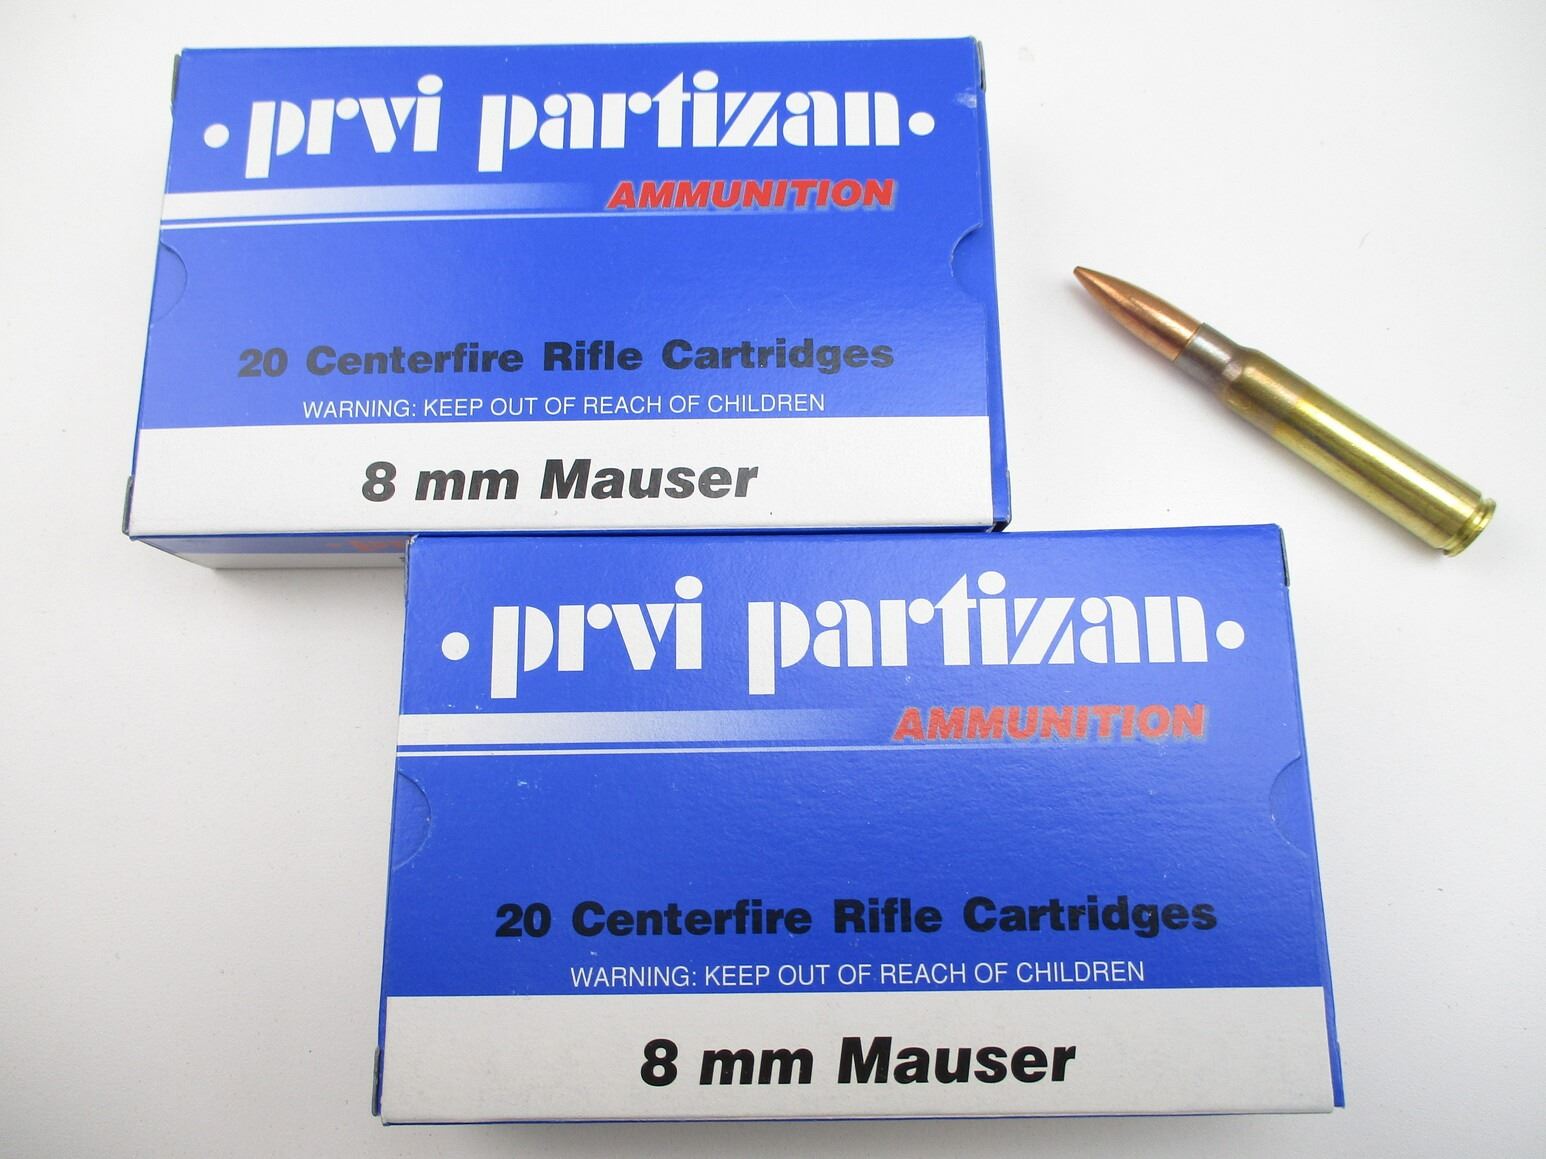 • prvi partizan •
AMMUNITION
20 Centerfire Rifle Cartridges
WARNING: KEEP OUT OF REACH OF CHILDREN
8 mm Mauser
• prvi partizan •
AMMUNITION
20 Centerfire Rifle Cartridges
WARNING: KEEP OUT OF REACH OF CHILDREN
8 mm Mauser